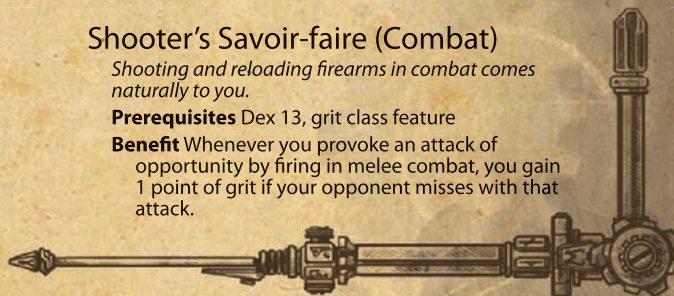 Shooter's Savoir-faire (Combat)
Shooting and reloading firearms in combat comes
naturally to you.
Prerequisites Dex 13, grit class feature
Benefit Whenever you provoke an attack of
opportunity by firing in melee combat, you gain
1 point of grit if your opponent misses with that
attack.